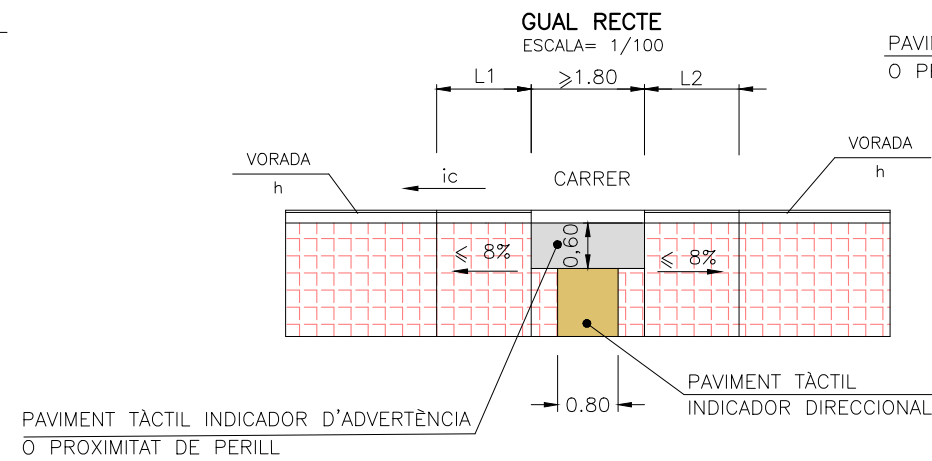 GUAL RECTE
ESCALA= 1/100
PAVI
O P
L1
⩾1.80
L2
VORADA
h
ic
CARRER
VORADA
h
⩽ 8%
0,60
⩽ 8%
0.80
PAVIMENT TÀCTIL
INDICADOR DIRECCIONAL
PAVIMENT TÀCTIL INDICADOR D'ADVERTÈNCIA
O PROXIMITAT DE PERILL